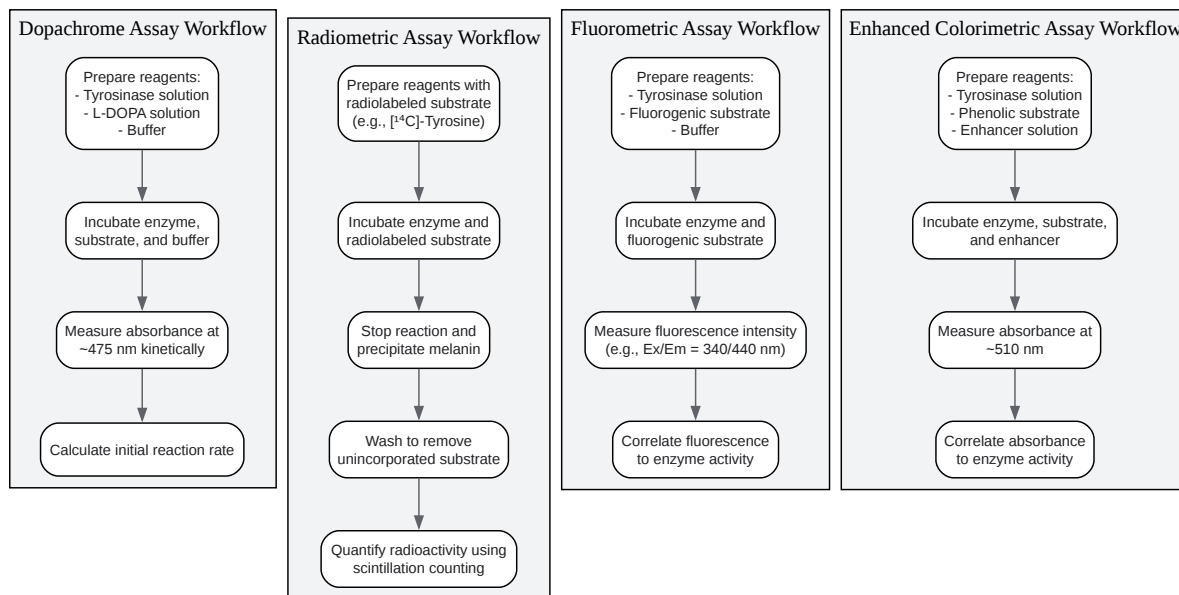 Dopachrome Assay Workflow
Prepare reagents:
- Tyrosinase solution
- L-DOPA solution
- Buffer
Incubate enzyme,
substrate, and buffer
Measure absorbance at
~475 nm kinetically
Calculate initial reaction rate
Radiometric Assay Workflow
Prepare reagents with
radiolabeled substrate
(e.g., [¹⁴C]-Tyrosine)
Incubate enzyme and
radiolabeled substrate
Stop reaction and
precipitate melanin
Wash to remove
unincorporated substrate
Quantify radioactivity using
scintillation counting
Fluorometric Assay Workflow
Prepare reagents:
- Tyrosinase solution
- Fluorogenic substrate
- Buffer
Incubate enzyme and
fluorogenic substrate
Measure fluorescence intensity
(e.g., Ex/Em = 340/440 nm)
Correlate fluorescence
to enzyme activity
Enhanced Colorimetric Assay Workflow
Prepare reagents:
- Tyrosinase solution
- Phenolic substrate
- Enhancer solution
Incubate enzyme, substrate,
and enhancer
Measure absorbance at
~510 nm
Correlate absorbance
to enzyme activity